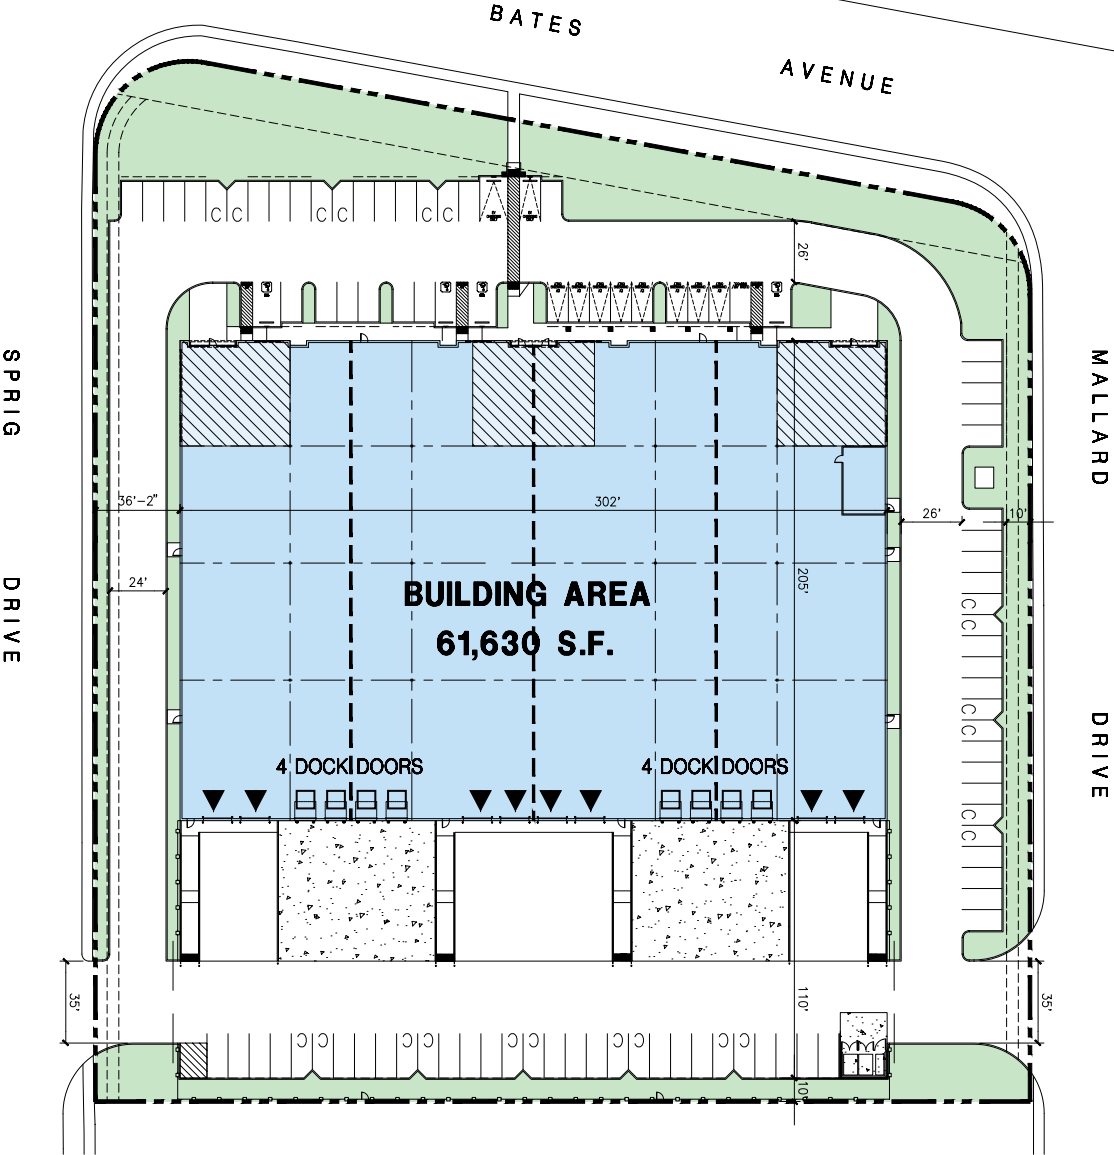 BATES
AVENUE
C C
C C
C C
26'
SPRIG
DRIVE
MALLARD
DRIVE
36'-2"
302'
26'
10'
24'
205'
BUILDING AREA
61,630 S.F.
C
C
C
C
C
C
4 DOCK DOORS
4 DOCK DOORS
35'
110'
35'
C C
C C
C C
C C
C C
10'